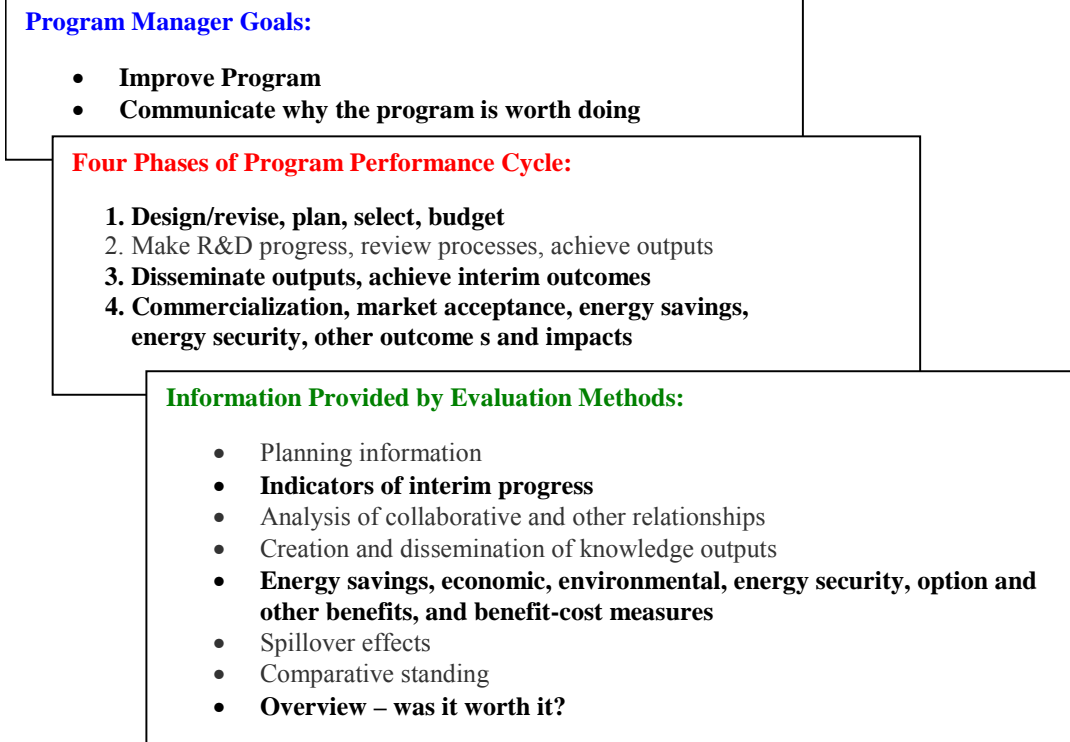 Program Manager Goals:
• Improve Program
• Communicate why the program is worth doing
Four Phases of Program Performance Cycle:
1. Design/revise, plan, select, budget
2. Make R&D progress, review processes, achieve outputs
3. Disseminate outputs, achieve interim outcomes
4. Commercialization, market acceptance, energy savings,
energy security, other outcome s and impacts
Information Provided by Evaluation Methods:
• Planning information
• Indicators of interim progress
• Analysis of collaborative and other relationships
• Creation and dissemination of knowledge outputs
• Energy savings, economic, environmental, energy security, option and
other benefits, and benefit-cost measures
• Spillover effects
• Comparative standing
• Overview – was it worth it?